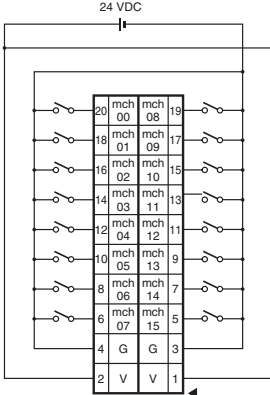 24 VDC
20 mch 00 mch 08 19
18 mch 01 mch 09 17
16 mch 02 mch 10 15
14 mch 03 mch 11 13
12 mch 04 mch 12 11
10 mch 05 mch 13 9
8 mch 06 mch 14 7
6 mch 07 mch 15 5
4 G G 3
2 V V 1